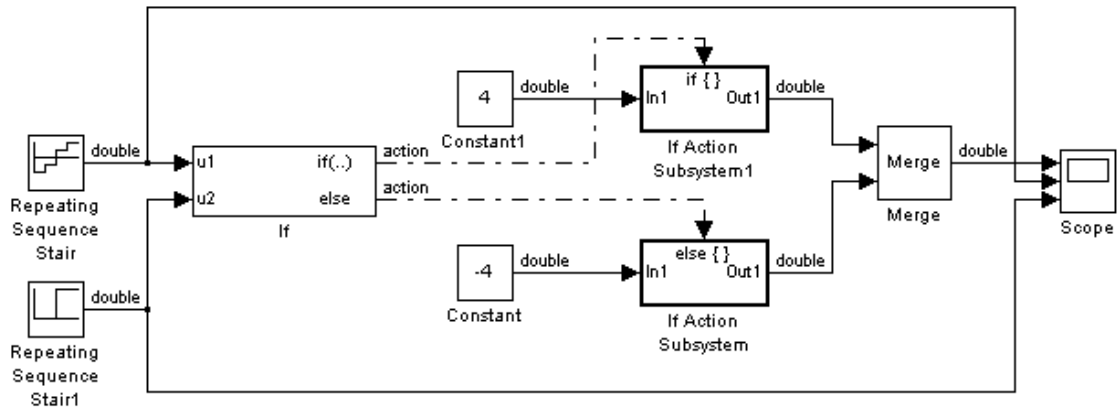 if { }
double
double
In1
Out1
4
double
Constant1
If Action
Subsystem1
action
double
u1
if(..)
Merge
double
action
u2
else
Merge
Repeating
Sequence
Stair
If
Scope
else { }
double
double
In1
Out1
-4
double
Constant
If Action
Subsystem
Repeating
Sequence
Stair1